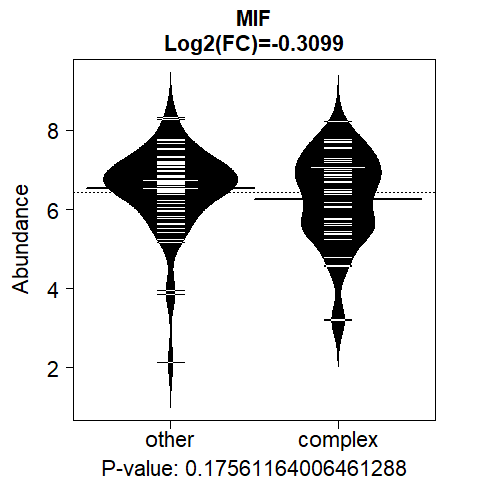 MIF
Log2(FC)=-0.3099
Abundance
8
6
4
2
other complex
P-value: 0.17561164006461288